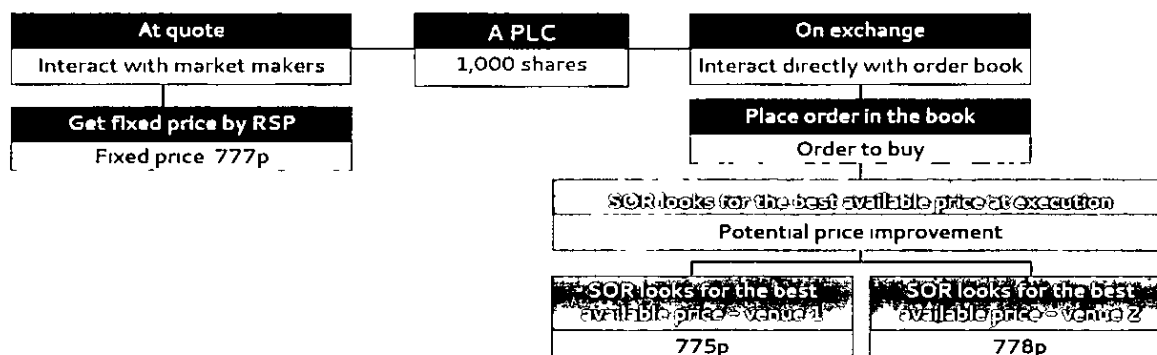 At quote
Interact with market makers
A PLC
1,000 shares
On exchange
Interact directly with order book
Get fixed price by RSP
Fixed price 777p
Place order in the book
Order to buy
SOR looks for the best available price at execution
Potential price improvement
SOR looks for the best
available price - venue 1
775p
SOR looks for the best
available price - venue 2
778p